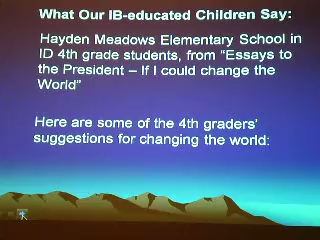 What Our IB-educated Children Say:
Hayden Meadows Elementary School in
ID 4th grade students, from "Essays to
the President – If I could change the
World"
Here are some of the 4th graders'
suggestions for changing the world: